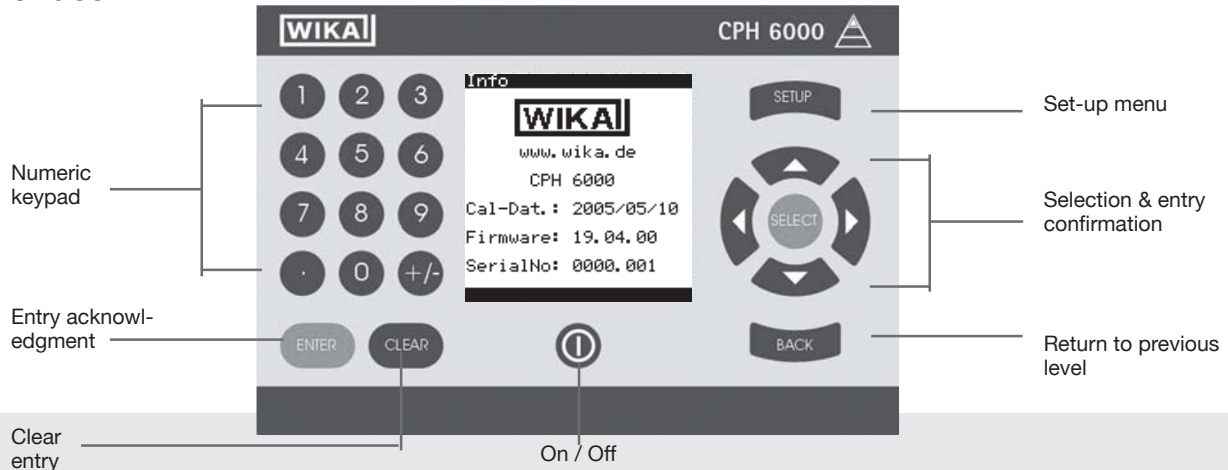 WIKA
CPH 6000
1 2 3
4 5 6
7 8 9
. 0 +/-
ENTER CLEAR
Info
WIKA
www.wika.de
CPH 6000
Cal-Dat.: 2005/05/10
Firmware: 19.04.00
SerialNo: 0000.001
SETUP
SELECT
BACK
Numeric
keypad
Entry acknowl-
edgment
Clear
entry
On / Off
Set-up menu
Selection & entry
confirmation
Return to previous
level